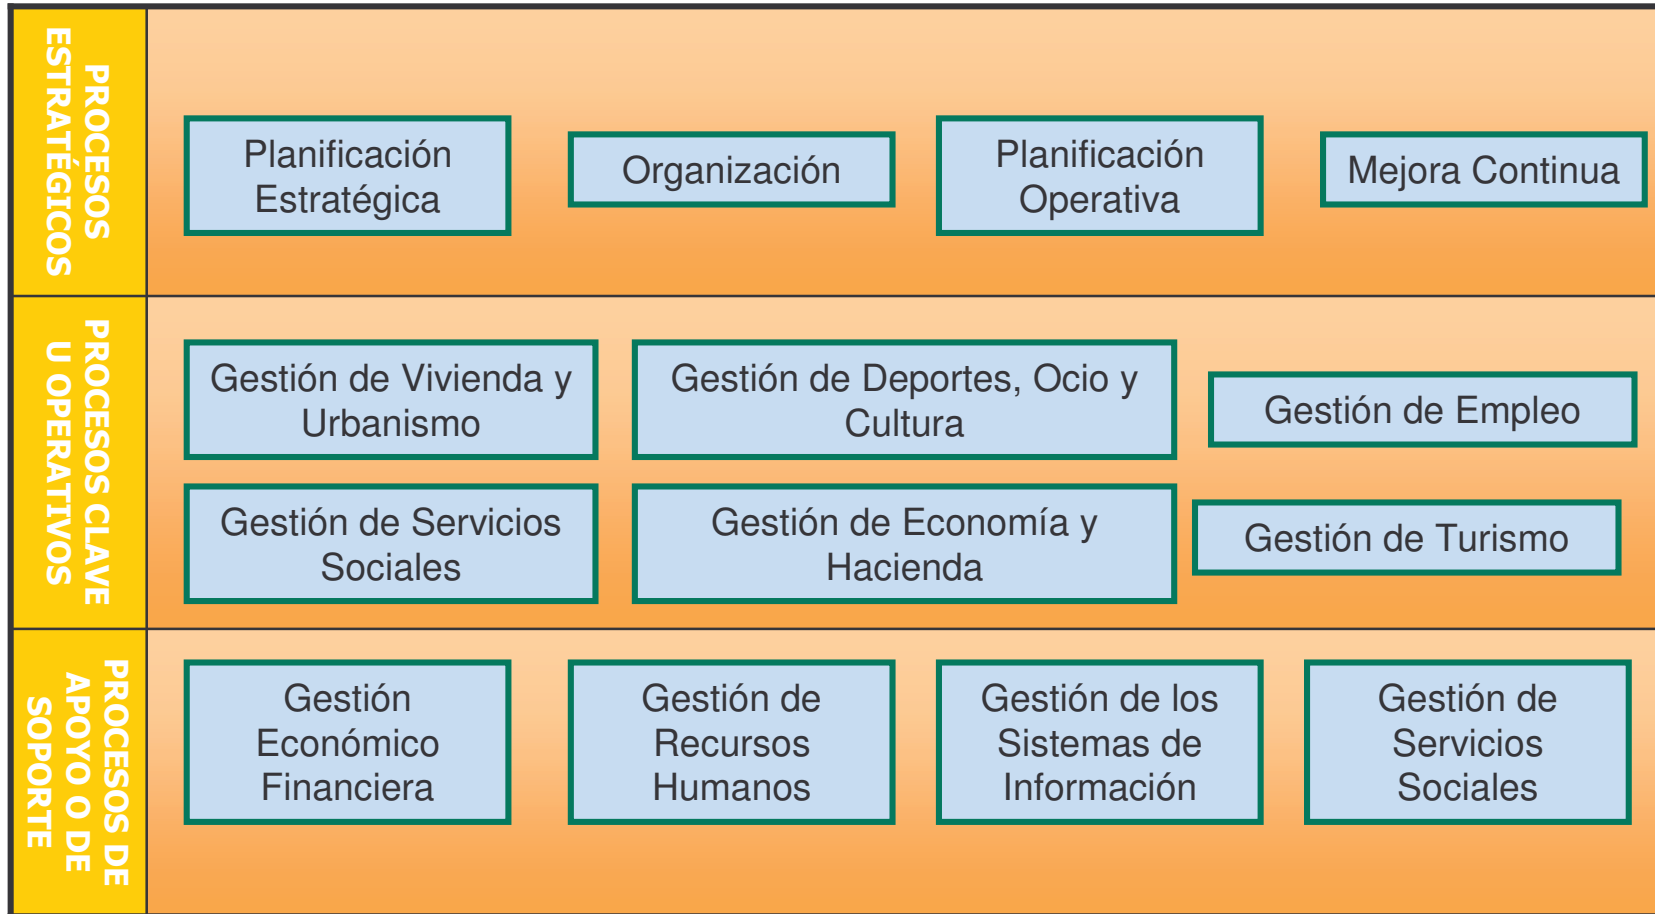 PROCESOS
ESTRATÉGICOS
Planificación
Estratégica
Organización
Planificación
Operativa
Mejora Continua
PROCESOS CLAVE
U OPERATIVOS
Gestión de Vivienda y
Urbanismo
Gestión de Deportes, Ocio y
Cultura
Gestión de Empleo
Gestión de Servicios
Sociales
Gestión de Economía y
Hacienda
Gestión de Turismo
PROCESOS DE
APOYO O DE
SOPORTE
Gestión
Económico
Financiera
Gestión de
Recursos
Humanos
Gestión de los
Sistemas de
Información
Gestión de
Servicios
Sociales